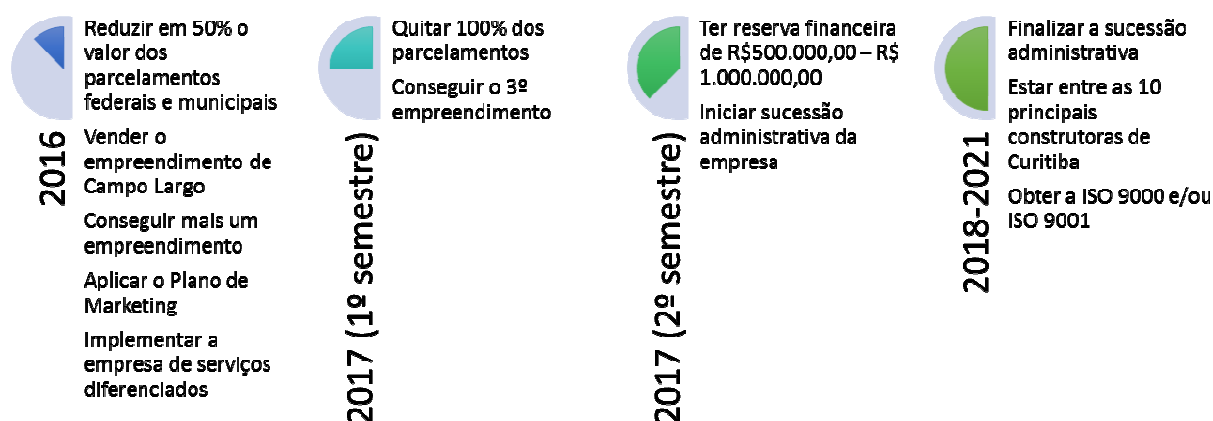 2016
Reduzir em 50% o
valor dos
parcelamentos
federais e municipais
Vender o
empreendimento de
Campo Largo
Conseguir mais um
empreendimento
Aplicar o Plano de
Marketing
Implementar a
empresa de serviços
diferenciados
2017 (1º semestre)
Quitar 100% dos
parcelamentos
Conseguir o 3º
empreendimento
2017 (2º semestre)
Ter reserva financeira
de R$500.000,00 – R$
1.000.000,00
Iniciar sucessão
administrativa da
empresa
2018-2021
Finalizar a sucessão
administrativa
Estar entre as 10
principais
construtoras de
Curitiba
Obter a ISO 9000 e/ou
ISO 9001